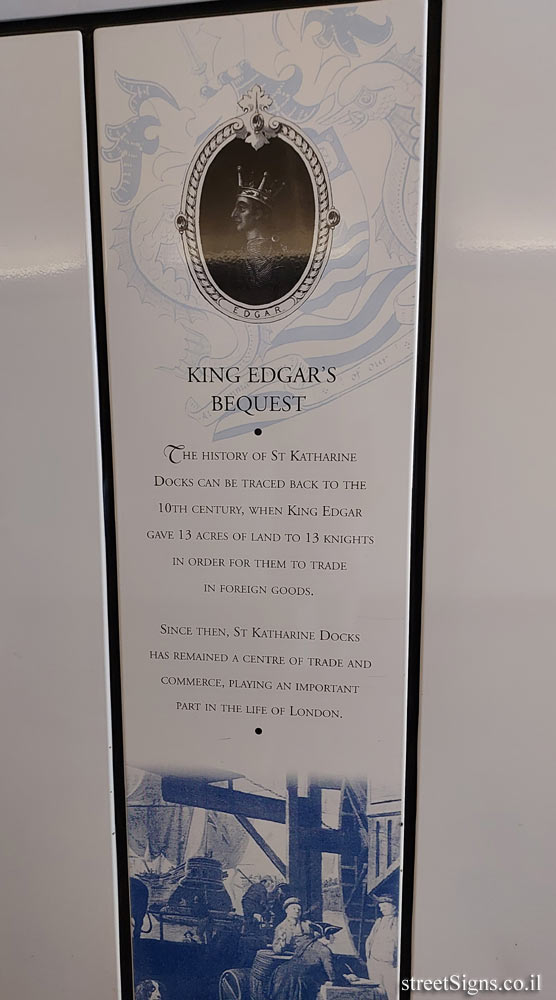 EDGAR
of our
KING EDGAR'S
BEQUEST
THE HISTORY OF ST KATHARINE
DOCKS CAN BE TRACED BACK TO THE
10TH CENTURY, WHEN KING EDGAR
GAVE 13 ACRES OF LAND TO 13 KNIGHTS
IN ORDER FOR THEM TO TRADE
IN FOREIGN GOODS.
SINCE THEN, ST KATHARINE DOCKS
HAS REMAINED A CENTRE OF TRADE AND
COMMERCE, PLAYING AN IMPORTANT
PART IN THE LIFE OF LONDON.
streetSigns.co.il